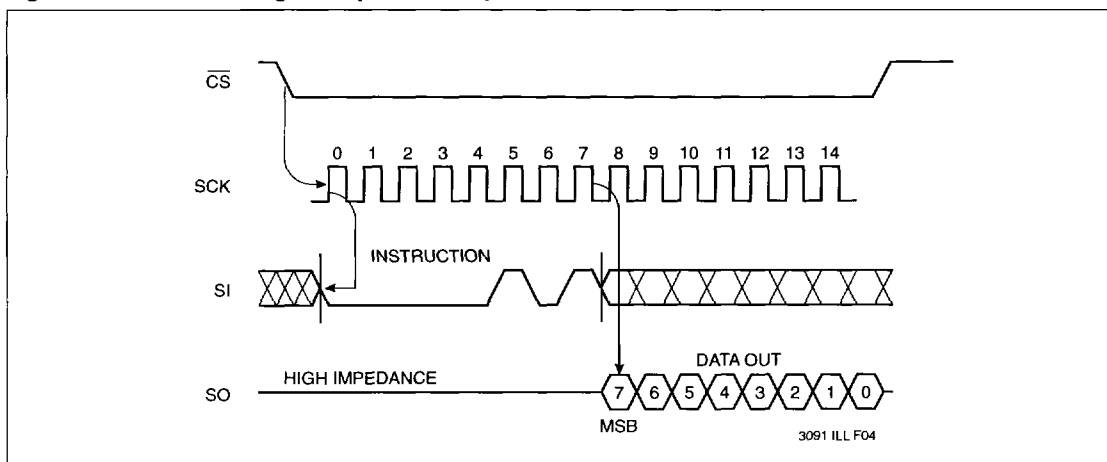 CS
0 1 2 3 4 5 6 7 8 9 10 11 12 13 14
SCK
INSTRUCTION
SI
DATA OUT
HIGH IMPEDANCE
SO
7 6 5 4 3 2 1 0
MSB
3091 ILL F04